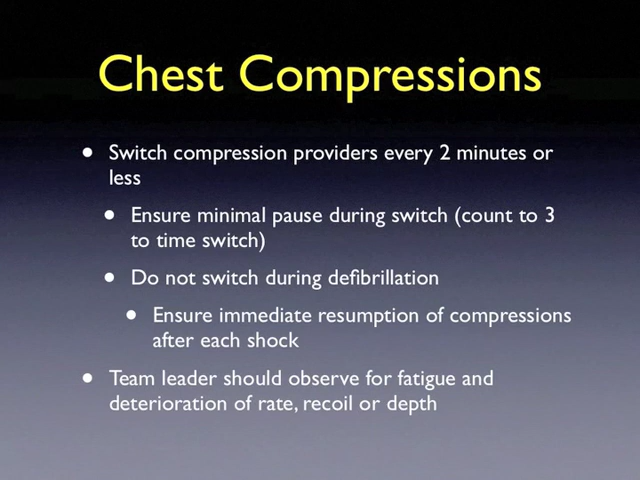 Chest Compressions
• Switch compression providers every 2 minutes or
less
• Ensure minimal pause during switch (count to 3
to time switch)
• Do not switch during defibrillation
• Ensure immediate resumption of compressions
after each shock
• Team leader should observe for fatigue and
deterioration of rate, recoil or depth